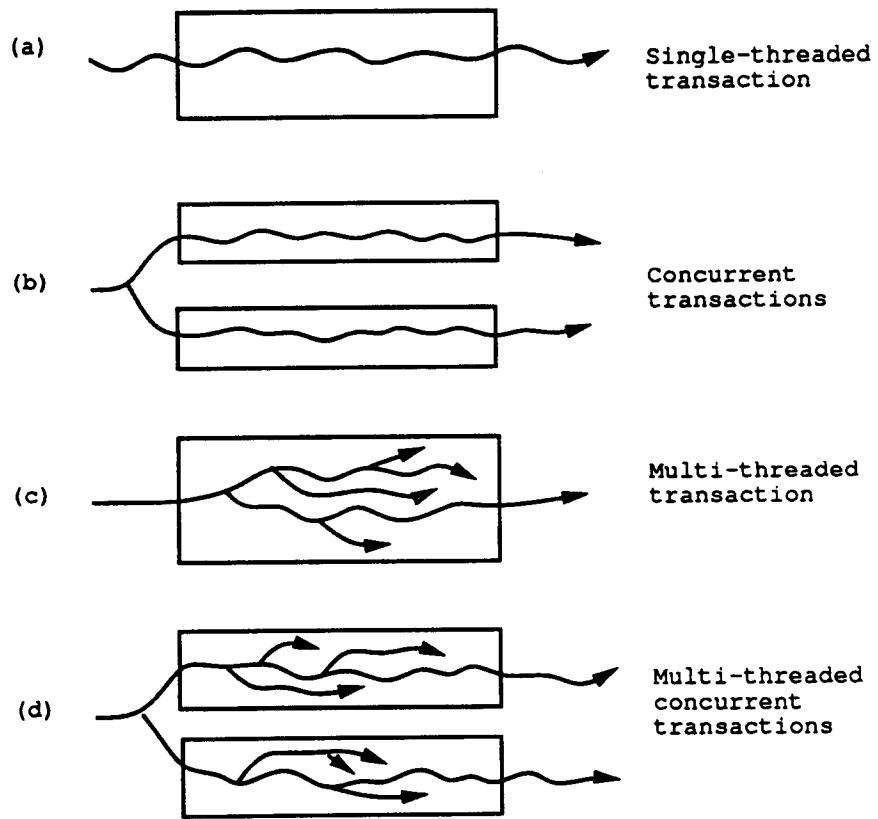 (a)
Single-threaded
transaction
(b)
Concurrent
transactions
(c)
Multi-threaded
transaction
(d)
Multi-threaded
concurrent
transactions